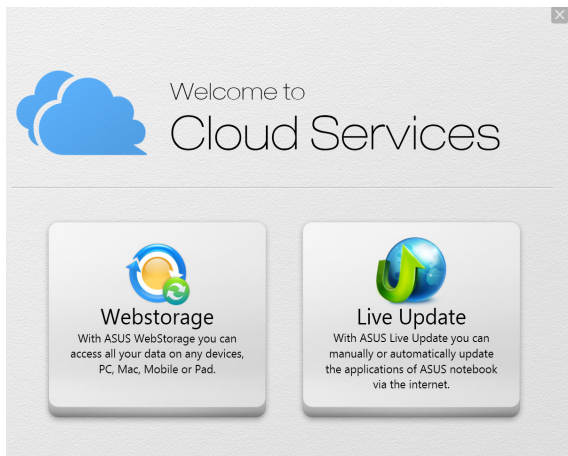 Welcome to
Cloud Services
Webstorage
With ASUS WebStorage you can
access all your data on any devices,
PC, Mac, Mobile or Pad.
Live Update
With ASUS Live Update you can
manually or automatically update
the applications of ASUS notebook
via the internet.